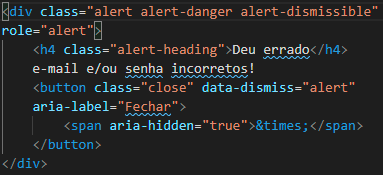 <div class="alert alert-danger alert-dismissible"
role="alert">
<h4 class="alert-heading">Deu errado</h4>
e-mail e/ou senha incorretos!
<button class="close" data-dismiss="alert"
aria-label="Fechar">
<span aria-hidden="true">&times;</span>
</button>
</div>